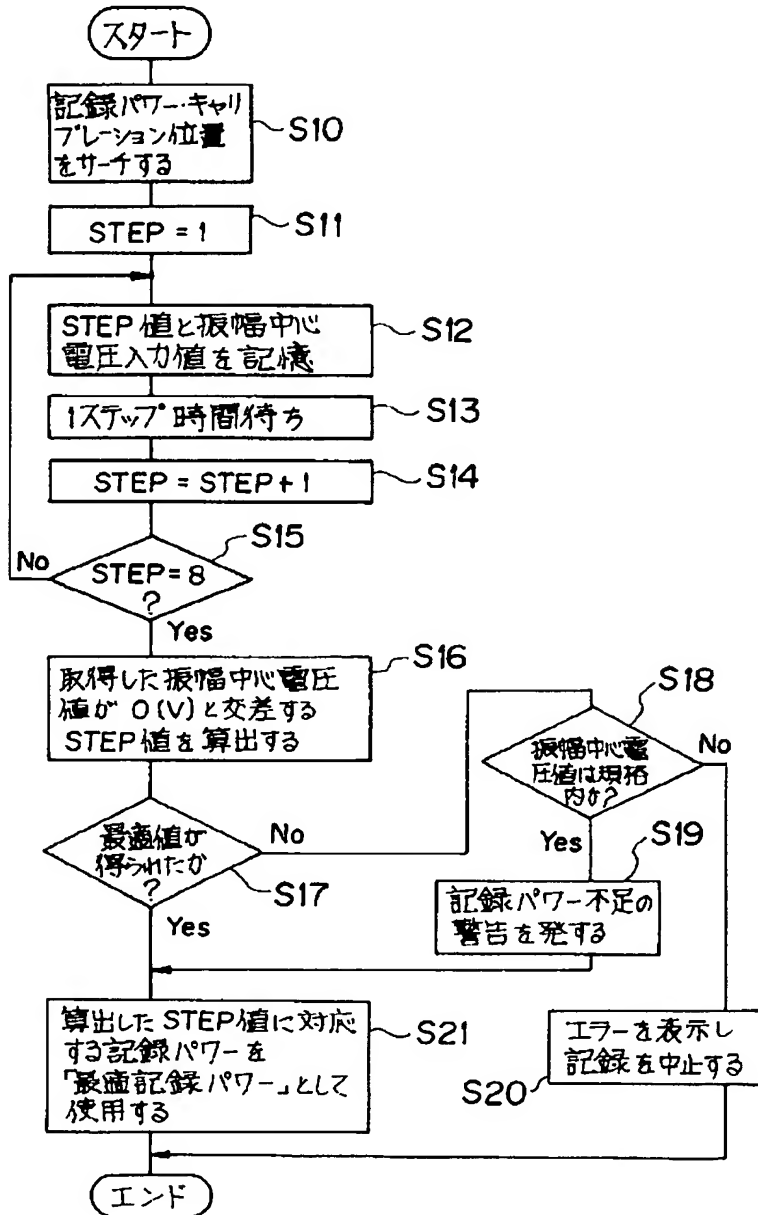 スタート
記録パワー・キャリ
ブレーション位置
をサーチする
S10
STEP = 1
S11
STEP値と振幅中心
電圧入力値を記憶
S12
1ステップ時間待ち
S13
STEP = STEP+1
S14
S15
No
STEP=8
?
Yes
取得した振幅中心電圧
値が 0(V)と交差する
STEP値を算出する
S16
S18
振幅中心電
圧値は規格
内か?
No
Yes
最適値が
得られたか
?
No
S17
Yes
S19
記録パワー不足の
警告を発する
算出したSTEP値に対応
する記録パワーを
「最適記録パワー」として
使用する
S21
エラーを表示し
記録を中止する
S20
エンド